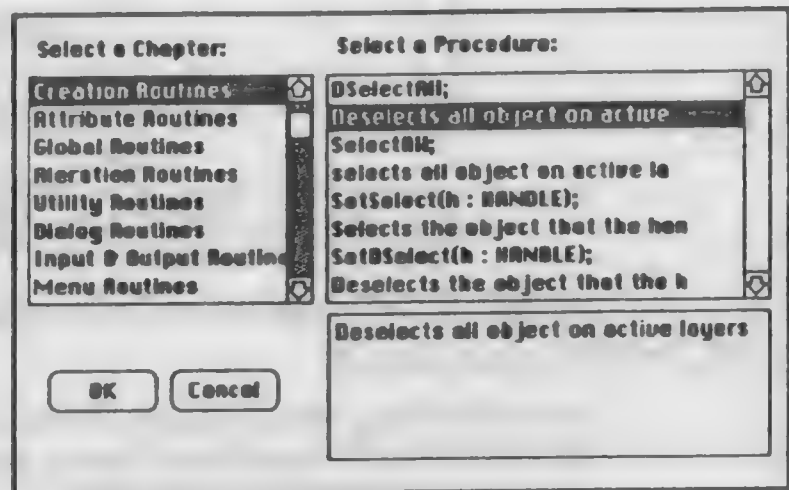 Select a Chapter:
Creation Routines
Attribute Routines
Global Routines
Aleration Routines
Utility Routines
Dialog Routines
Input & Output Routine
Menu Routines
OK
Cancel
Select a Procedure:
DSelectAll;
Deselects all object on active
SelectAll;
selects all object on active la
SetSelect(h : HANDLE);
Selects the object that the han
SetDSelect(h : HANDLE);
Deselects the object that the h
Deselects all object on active layers